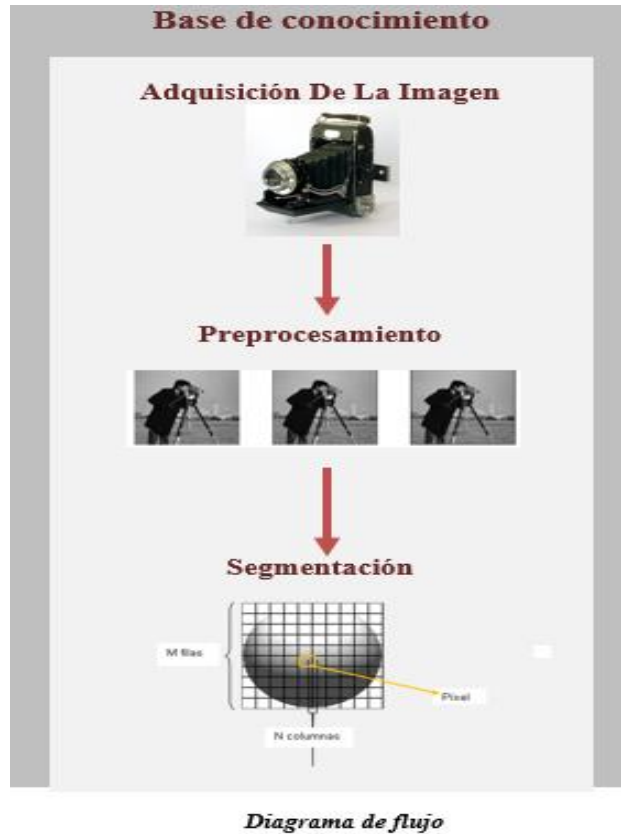 Base de conocimiento
Adquisición De La Imagen
Preprocesamiento
Segmentación
M filas
Pixel
N columnas
Diagrama de flujo